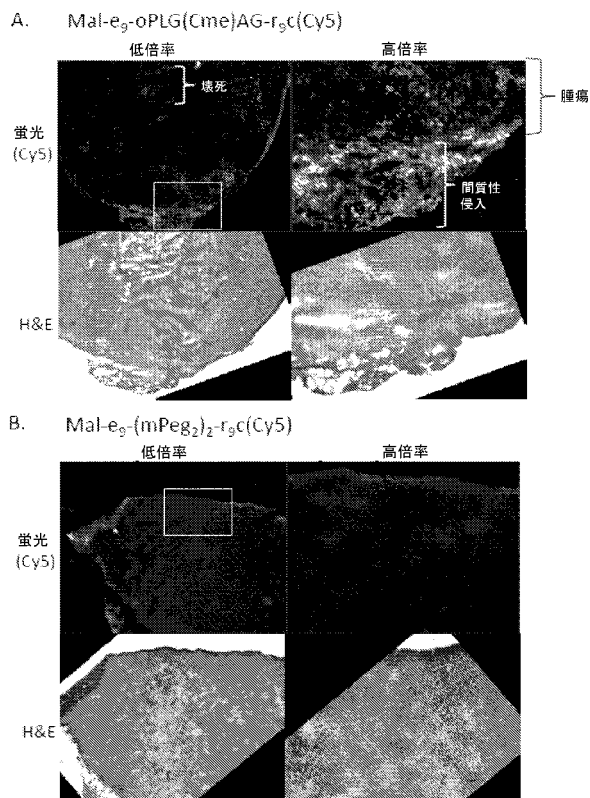 A. Mal-e₉-oPLG(Cme)AG-r₉c(Cy5)
低倍率 高倍率
壊死
腫瘍
蛍光
(Cy5)
間質性
侵入
H&E
B. Mal-e₉-(mPeg₂)₂-r₉c(Cy5)
低倍率 高倍率
蛍光
(Cy5)
H&E